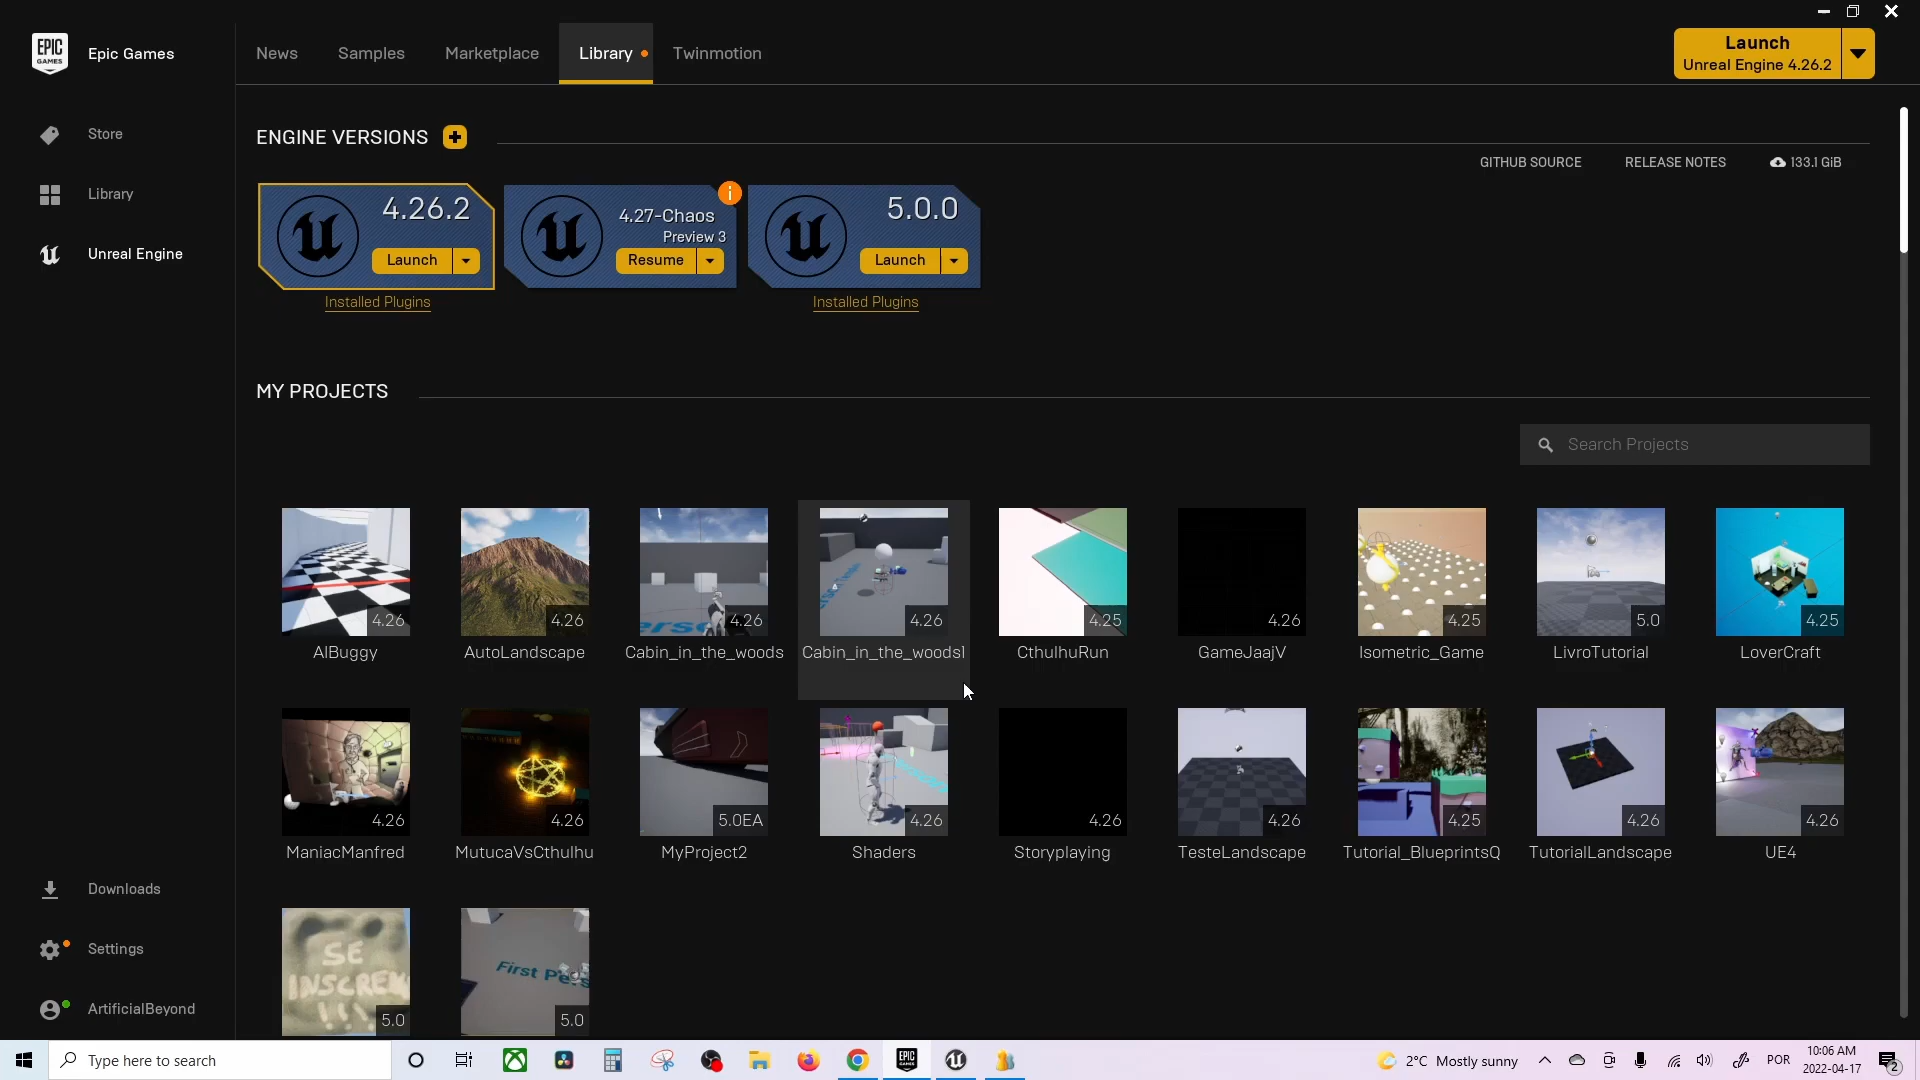 EPIC GAMES
Epic Games
News
Samples
Marketplace
Library
Twinmotion
Launch
Unreal Engine 4.26.2
Store
Library
Unreal Engine
ENGINE VERSIONS
GITHUB SOURCE
RELEASE NOTES
133.1 GiB
4.26.2
Launch
Installed Plugins
4.27-Chaos
Preview 3
Resume
5.0.0
Launch
Installed Plugins
MY PROJECTS
Search Projects
4.26
AIBuggy
4.26
AutoLandscape
4.26
Cabin_in_the_woods
4.26
Cabin_in_the_woods1
4.25
CthulhuRun
4.26
GameJaajV
4.25
Isometric_Game
5.0
LivroTutorial
4.25
LoverCraft
4.26
ManiacManfred
4.26
MutucaVsCthulhu
5.0EA
MyProject2
4.26
Shaders
4.26
Storyplaying
4.26
TesteLandscape
4.25
Tutorial_BlueprintsQ
4.26
TutorialLandscape
4.26
UE4
SE
INSCREV
!!!
5.0
First Pers
5.0
Downloads
Settings
ArtificialBeyond
Type here to search
EPIC GAMES
2°C Mostly sunny
POR
10:06 AM
2022-04-17
2